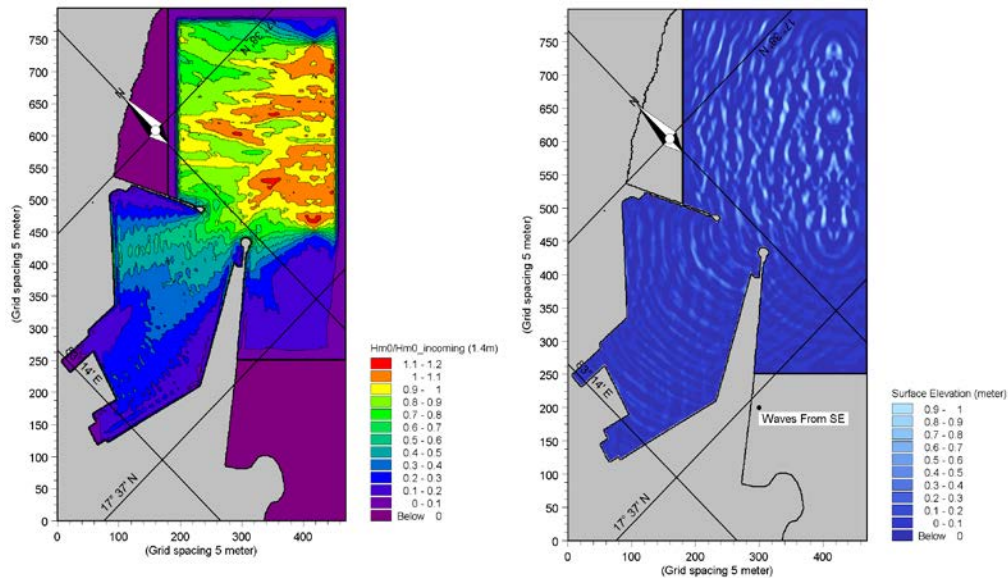 750
700
650
600
550
500
450
400
350
300
250
200
150
100
50
0
(Grid spacing 5 meter)
0
100
200
300
400
(Grid spacing 5 meter)
17° 38' N
N
83° 14' E
17° 37' N
Hm0/Hm0_incoming (1.4m)
1.1 - 1.2
1 - 1.1
0.9 - 1
0.8 - 0.9
0.7 - 0.8
0.6 - 0.7
0.5 - 0.6
0.4 - 0.5
0.3 - 0.4
0.2 - 0.3
0.1 - 0.2
0 - 0.1
Below 0
750
700
650
600
550
500
450
400
350
300
250
200
150
100
50
0
(Grid spacing 5 meter)
0
100
200
300
400
(Grid spacing 5 meter)
17° 38' N
N
83° 14' E
17° 37' N
Waves From SE
Surface Elevation (meter)
0.9 - 1
0.8 - 0.9
0.7 - 0.8
0.6 - 0.7
0.5 - 0.6
0.4 - 0.5
0.3 - 0.4
0.2 - 0.3
0.1 - 0.2
0 - 0.1
Below 0